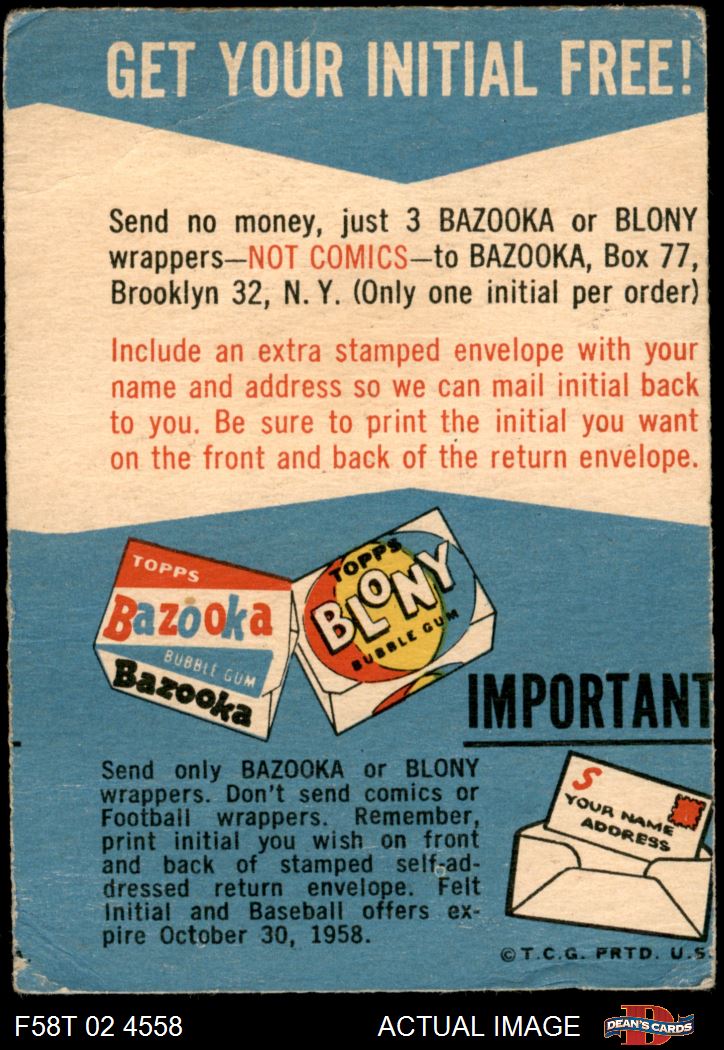 GET YOUR INITIAL FREE!
Send no money, just 3 BAZOOKA or BLONY
wrappers—NOT COMICS—to BAZOOKA, Box 77,
Brooklyn 32, N.Y. (Only one initial per order)
Include an extra stamped envelope with your
name and address so we can mail initial back
to you. Be sure to print the initial you want
on the front and back of the return envelope.
TOPPS
Bazooka
BUBBLE GUM
Bazooka
TOPPS
BLONY
BUBBLE GUM
IMPORTANT
Send only BAZOOKA or BLONY
wrappers. Don't send comics or
Football wrappers. Remember,
print initial you wish on front
and back of stamped self-ad-
dressed return envelope. Felt
Initial and Baseball offers ex-
pire October 30, 1958.
S
YOUR NAME
ADDRESS
© T.C.G. PRTD. U.S.
F58T 02 4558
ACTUAL IMAGE
D
DEAN'S CARDS